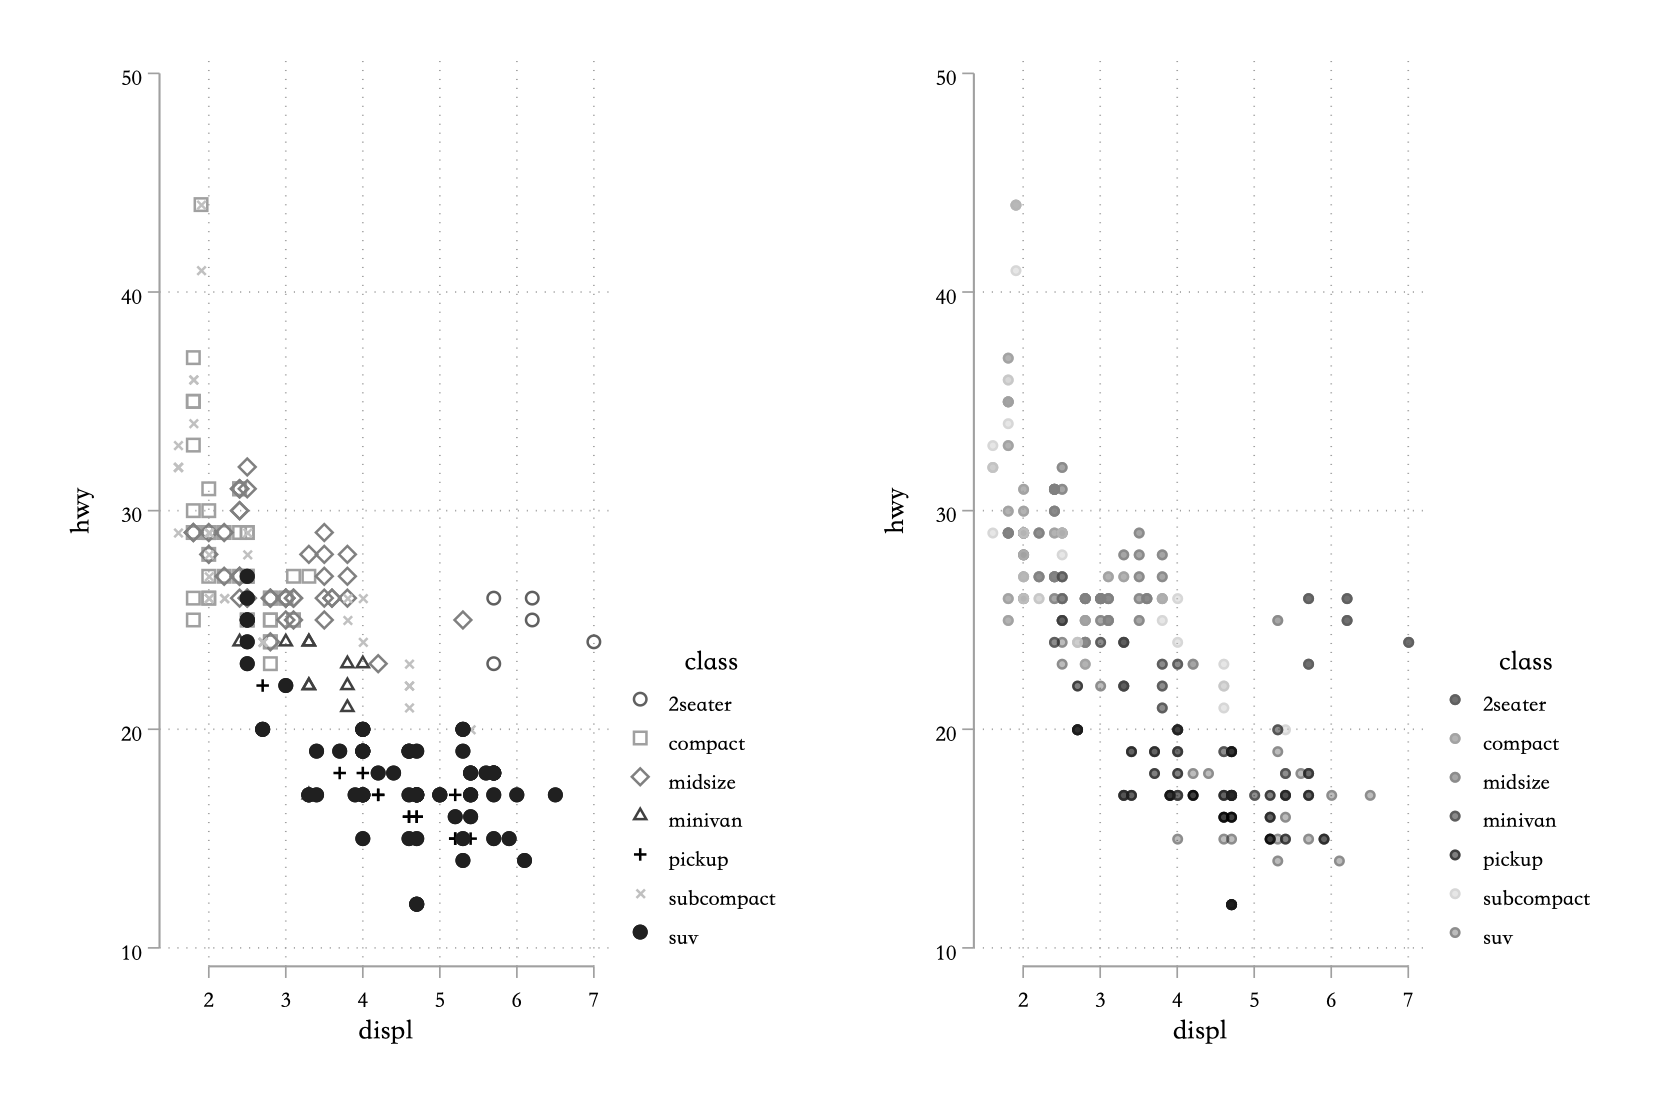 50
40
30
20
10
hwy
2 3 4 5 6 7
displ
class
2seater
compact
midsize
minivan
pickup
subcompact
suv
50
40
30
20
10
hwy
2 3 4 5 6 7
displ
class
2seater
compact
midsize
minivan
pickup
subcompact
suv